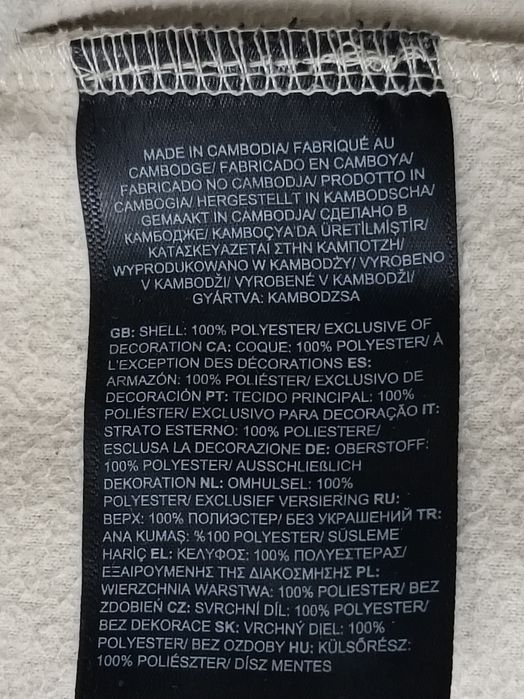 MADE IN CAMBODIA/ FABRIQUÉ AU
CAMBODGE/ FABRICADO EN CAMBOYA/
FABRICADO NO CAMBODJA/ PRODOTTO IN
CAMBOGIA/ HERGESTELLT IN KAMBODSCHA/
GEMAAKT IN CAMBODJA/ СДЕЛАНО В
КАМБОДЖЕ/ KAMBOÇYA'DA ÜRETİLMİŞTİR/
ΚΑΤΑΣΚΕΥΑΖΕΤΑΙ ΣΤΗΝ ΚΑΜΠΟΤΖΗ/
WYPRODUKOWANO W KAMBODŻY/ VYROBENO
V KAMBODŽI/ VYROBENÉ V KAMBODŽI/
GYÁRTVA: KAMBODZSA
GB: SHELL: 100% POLYESTER/ EXCLUSIVE OF
DECORATION CA: COQUE: 100% POLYESTER/ À
L'EXCEPTION DES DÉCORATIONS ES:
ARMAZÓN: 100% POLIÉSTER/ EXCLUSIVO DE
DECORACIÓN PT: TECIDO PRINCIPAL: 100%
POLIÉSTER/ EXCLUSIVO PARA DECORAÇÃO IT:
STRATO ESTERNO: 100% POLIESTERE/
ESCLUSA LA DECORAZIONE DE: OBERSTOFF:
100% POLYESTER/ AUSSCHLIEßLICH
DEKORATION NL: OMHULSEL: 100%
POLYESTER/ EXCLUSIEF VERSIERING RU:
ВЕРХ: 100% ПОЛИЭСТЕР/ БЕЗ УКРАШЕНИЙ TR:
ANA KUMAŞ: %100 POLYESTER/ SÜSLEME
HARİÇ EL: ΚΕΛΥΦΟΣ: 100% ΠΟΛΥΕΣΤΕΡΑΣ/
ΕΞΑΙΡΟΥΜΕΝΗΣ ΤΗΣ ΔΙΑΚΟΣΜΗΣΗΣ PL:
WIERZCHNIA WARSTWA: 100% POLIESTER/ BEZ
ZDOBIEŃ CZ: SVRCHNÍ DÍL: 100% POLYESTER/
BEZ DEKORACE SK: VRCHNÝ DIEL: 100%
POLYESTER/ BEZ OZDOBY HU: KÜLSŐRÉSZ:
100% POLIÉSZTER/ DÍSZ MENTES